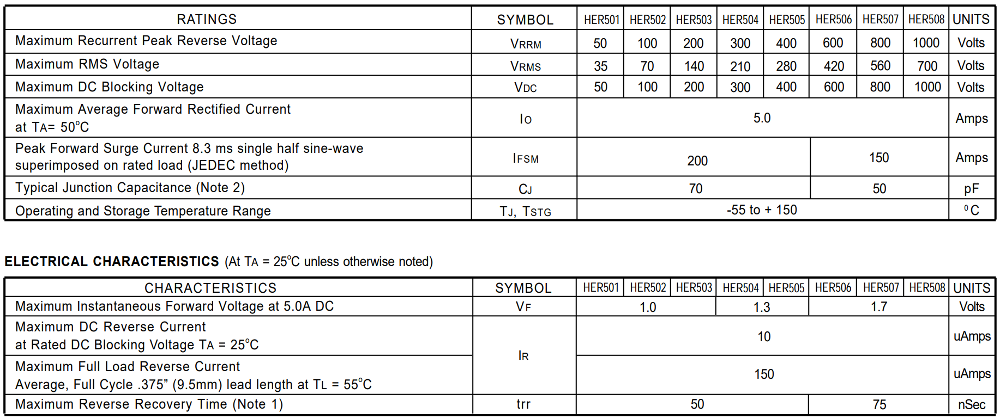 RATINGS SYMBOL HER501 HER502 HER503 HER504 HER505 HER506 HER507 HER508 UNITS
Maximum Recurrent Peak Reverse Voltage VRRM 50 100 200 300 400 600 800 1000 Volts
Maximum RMS Voltage VRMS 35 70 140 210 280 420 560 700 Volts
Maximum DC Blocking Voltage VDC 50 100 200 300 400 600 800 1000 Volts
Maximum Average Forward Rectified Current
at TA= 50°C IO 5.0 Amps
Peak Forward Surge Current 8.3 ms single half sine-wave
superimposed on rated load (JEDEC method) IFSM 200 150 Amps
Typical Junction Capacitance (Note 2) CJ 70 50 pF
Operating and Storage Temperature Range TJ, TSTG -55 to + 150 ⁰C
ELECTRICAL CHARACTERISTICS (At TA = 25°C unless otherwise noted)
CHARACTERISTICS SYMBOL HER501 HER502 HER503 HER504 HER505 HER506 HER507 HER508 UNITS
Maximum Instantaneous Forward Voltage at 5.0A DC VF 1.0 1.3 1.7 Volts
Maximum DC Reverse Current
at Rated DC Blocking Voltage TA = 25°C IR 10 uAmps
Maximum Full Load Reverse Current
Average, Full Cycle .375” (9.5mm) lead length at TL = 55°C 150 uAmps
Maximum Reverse Recovery Time (Note 1) trr 50 75 nSec